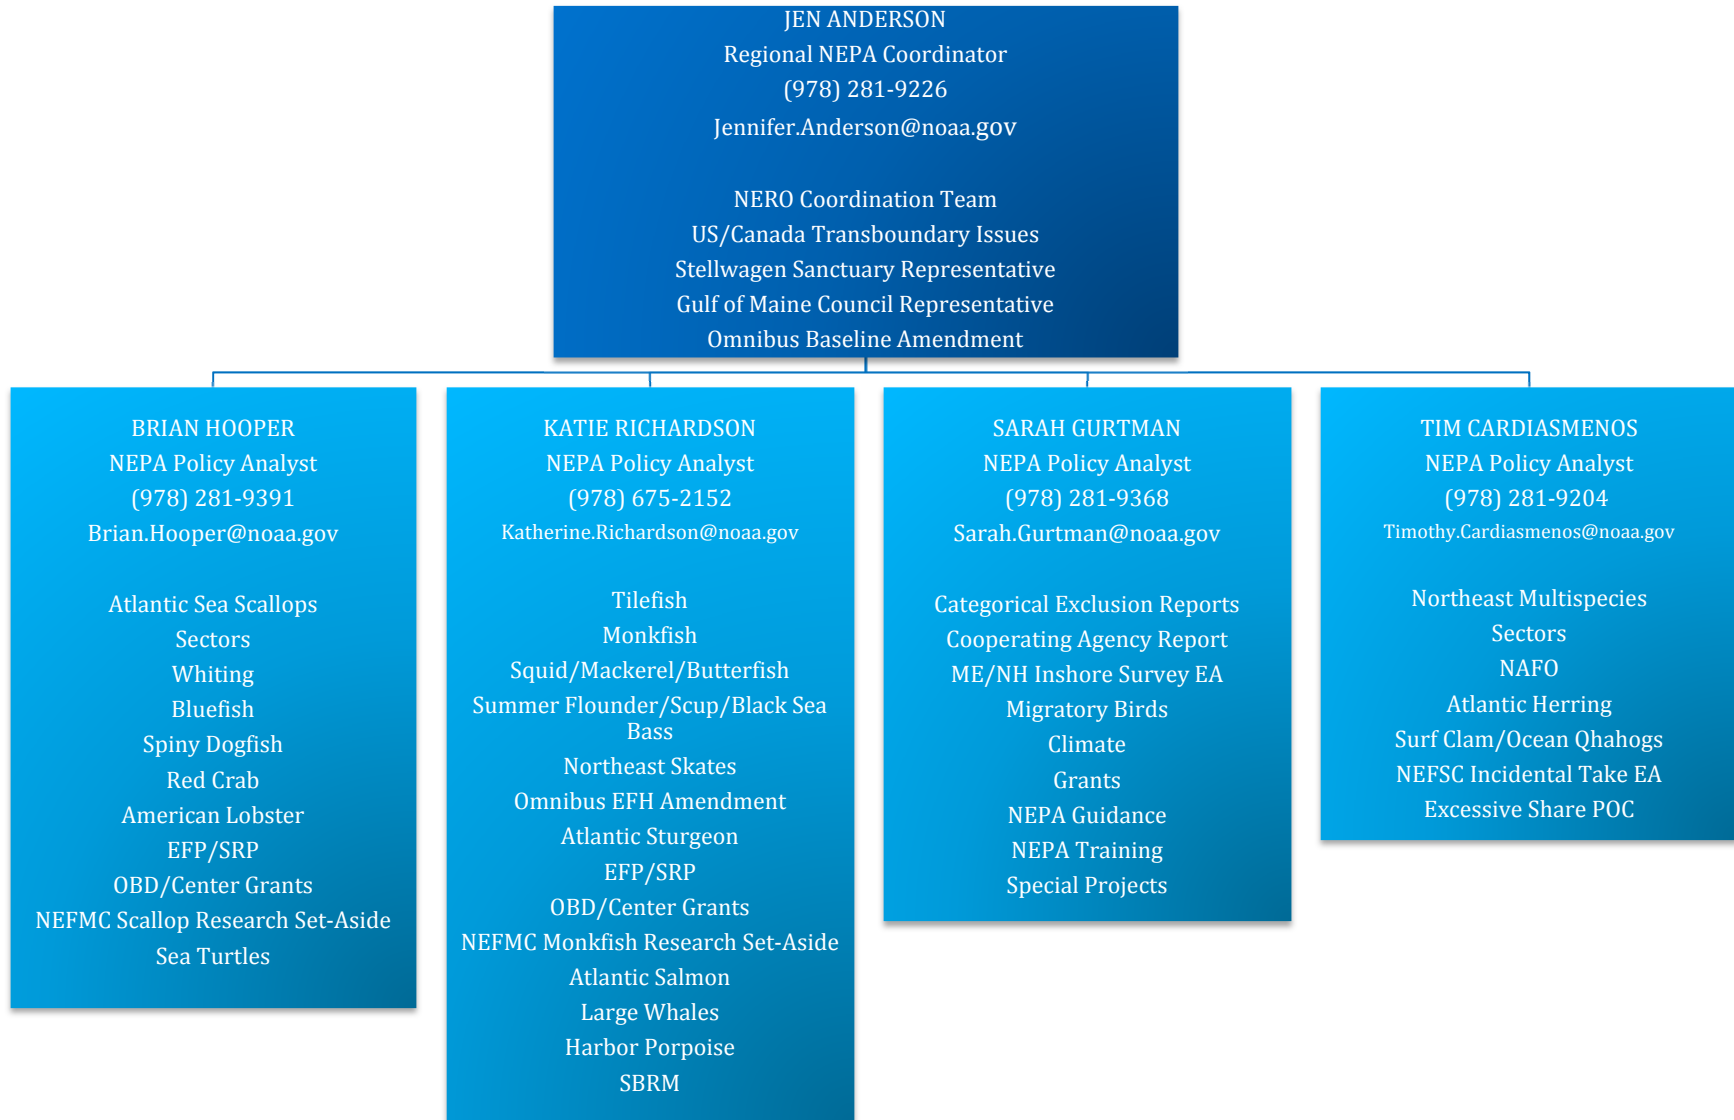 JEN ANDERSON
Regional NEPA Coordinator
(978) 281-9226
Jennifer.Anderson@noaa.gov
NERO Coordination Team
US/Canada Transboundary Issues
Stellwagen Sanctuary Representative
Gulf of Maine Council Representative
Omnibus Baseline Amendment
BRIAN HOOPER
NEPA Policy Analyst
(978) 281-9391
Brian.Hooper@noaa.gov
Atlantic Sea Scallops
Sectors
Whiting
Bluefish
Spiny Dogfish
Red Crab
American Lobster
EFP/SRP
OBD/Center Grants
NEFMC Scallop Research Set-Aside
Sea Turtles
KATIE RICHARDSON
NEPA Policy Analyst
(978) 675-2152
Katherine.Richardson@noaa.gov
Tilefish
Monkfish
Squid/Mackerel/Butterfish
Summer Flounder/Scup/Black Sea
Bass
Northeast Skates
Omnibus EFH Amendment
Atlantic Sturgeon
EFP/SRP
OBD/Center Grants
NEFMC Monkfish Research Set-Aside
Atlantic Salmon
Large Whales
Harbor Porpoise
SBRM
SARAH GURTMAN
NEPA Policy Analyst
(978) 281-9368
Sarah.Gurtman@noaa.gov
Categorical Exclusion Reports
Cooperating Agency Report
ME/NH Inshore Survey EA
Migratory Birds
Climate
Grants
NEPA Guidance
NEPA Training
Special Projects
TIM CARDIASMENOS
NEPA Policy Analyst
(978) 281-9204
Timothy.Cardiasmenos@noaa.gov
Northeast Multispecies
Sectors
NAFO
Atlantic Herring
Surf Clam/Ocean Qhahogs
NEFSC Incidental Take EA
Excessive Share POC